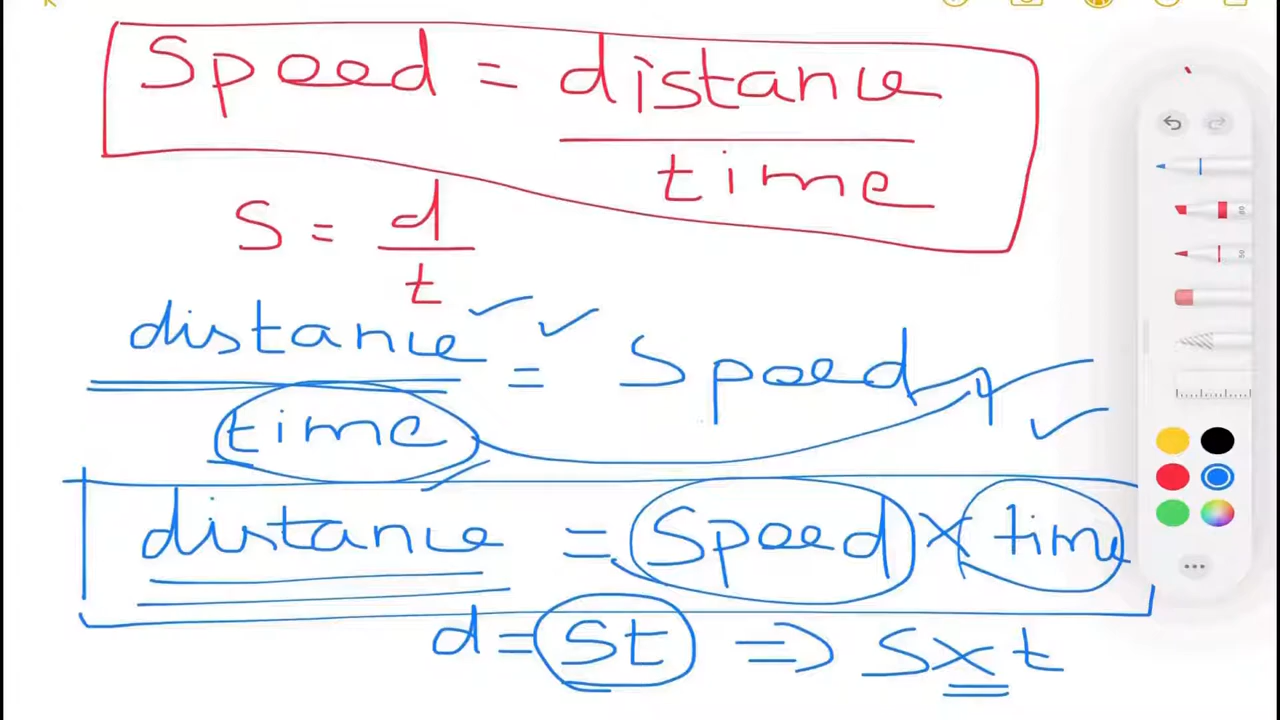 Speed = distance
time
S = d
t
distance = Speed
time
distance = Speed × time
d = St ⇒ S × t